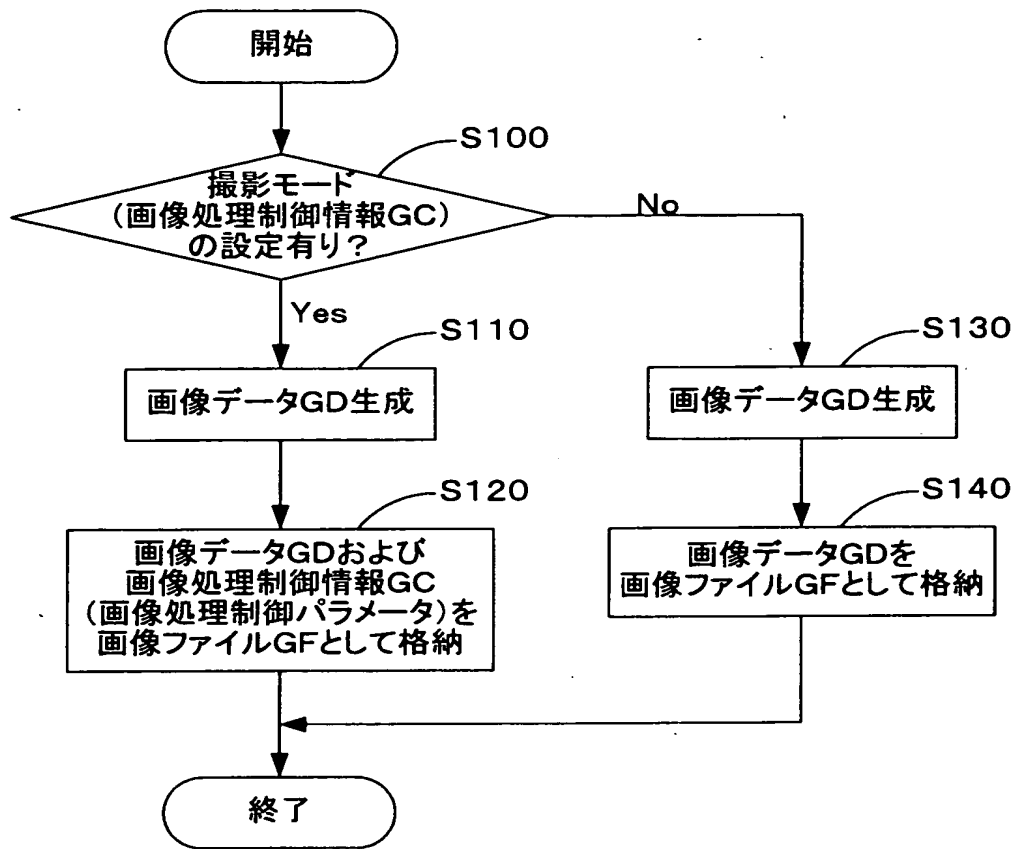 開始
S100
撮影モード
(画像処理制御情報GC)
の設定有り？
No
Yes
S110
画像データGD生成
S130
画像データGD生成
S120
画像データGDおよび
画像処理制御情報GC
(画像処理制御パラメータ)を
画像ファイルGFとして格納
S140
画像データGDを
画像ファイルGFとして格納
終了